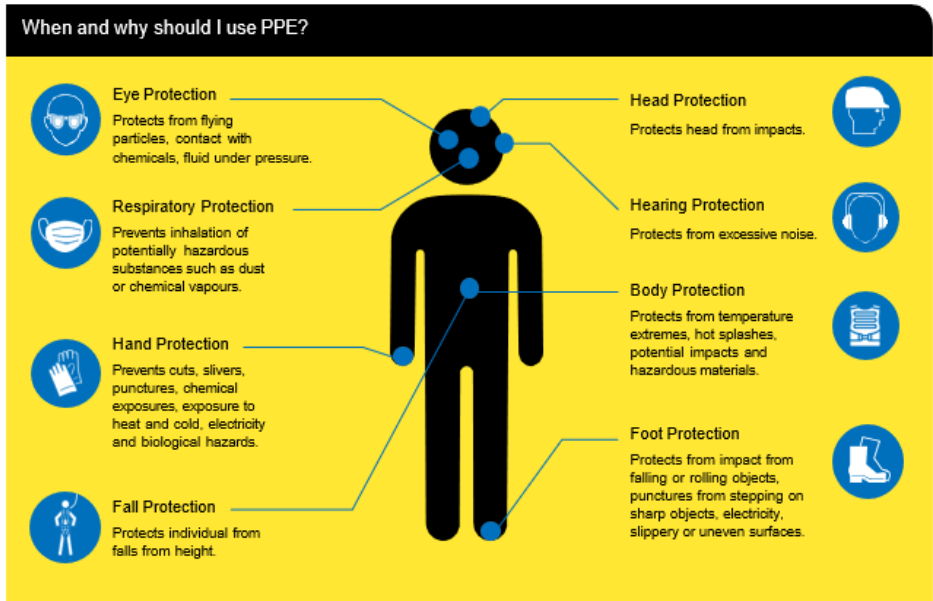 When and why should I use PPE?
Eye Protection
Protects from flying
particles, contact with
chemicals, fluid under pressure.
Respiratory Protection
Prevents inhalation of
potentially hazardous
substances such as dust
or chemical vapours.
Hand Protection
Prevents cuts, slivers,
punctures, chemical
exposures, exposure to
heat and cold, electricity
and biological hazards.
Fall Protection
Protects individual from
falls from height.
Head Protection
Protects head from impacts.
Hearing Protection
Protects from excessive noise.
Body Protection
Protects from temperature
extremes, hot splashes,
potential impacts and
hazardous materials.
Foot Protection
Protects from impact from
falling or rolling objects,
punctures from stepping on
sharp objects, electricity,
slippery or uneven surfaces.